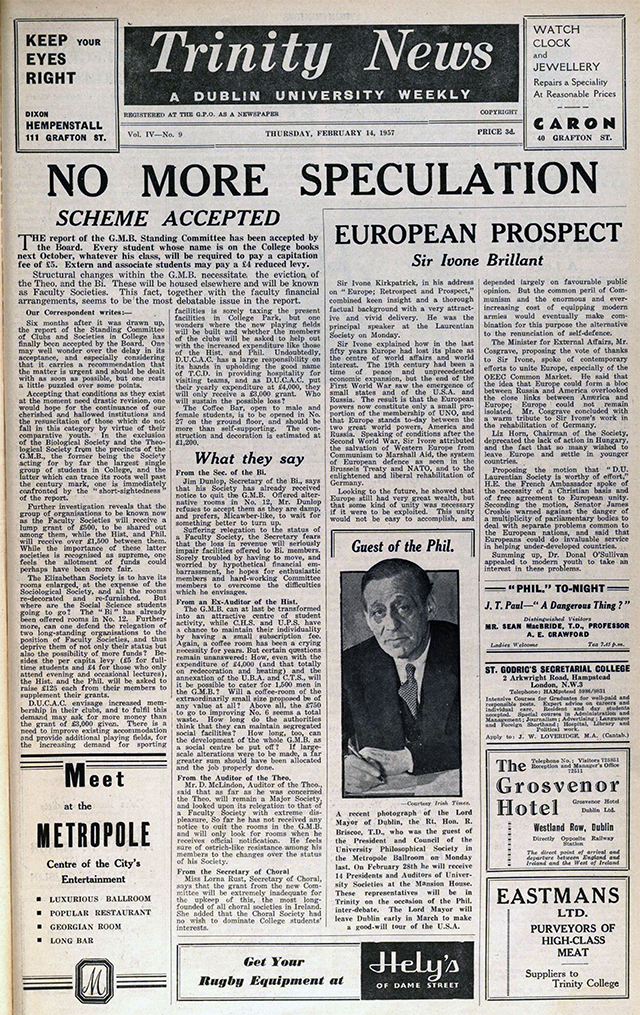 KEEP YOUR
EYES
RIGHT
DIXON
HEMPENSTALL
111 GRAFTON ST.
Trinity News
A DUBLIN UNIVERSITY WEEKLY
REGISTERED AT THE G.P.O. AS A NEWSPAPER
COPYRIGHT
Vol. IV—No. 9
THURSDAY, FEBRUARY 14, 1957
PRICE 3d.
WATCH
CLOCK
and
JEWELLERY
Repairs a Speciality
At Reasonable Prices
CARON
40 GRAFTON ST.
NO MORE SPECULATION
SCHEME ACCEPTED
THE report of the G.M.B. Standing Committee has been accepted by
the Board. Every student whose name is on the College books
next October, whatever his class, will be required to pay a capitation
fee of £5. Extern and associate students may pay a £4 reduced levy.
Structural changes within the G.M.B. necessitate the eviction of
the Theo. and the Bi. These will be housed elsewhere and will be known
as Faculty Societies. This fact, together with the faculty financial
arrangements, seems to be the most debatable issue in the report.
Our Correspondent writes:—
Six months after it was drawn up,
the report of the Standing Committee
of Clubs and Societies in College has
finally been accepted by the Board. One
may well wonder over the delay in its
acceptance, and especially considering
that it carries a recommendation that
the matter is urgent and should be dealt
with as soon as possible, but one rests
a little puzzled over some points.
Accepting that conditions as they exist
at the moment need drastic revision, one
would hope for the continuance of our
cherished and hallowed institutions and
the resuscitation of those which do not
fall in this category by virtue of their
comparative youth. In the exclusion
of the Biological Society and the Theo-
logical Society from the precincts of the
G.M.B., the former being the Society
acting for by far the largest single
group of students in College, and the
latter which can trace its roots well past
the century mark, one is immediately
confronted by the "short-sightedness"
of the report.
Further investigation reveals that the
group of organisations to be known now
as the Faculty Societies will receive a
lump grant of £500, to be shared out
among them, while the Hist. and Phil.
will receive over £1,500 between them.
While the importance of these latter
societies is recognised as supreme, one
feels the allotment of funds could
perhaps have been more fair.
The Elizabethan Society is to have its
rooms enlarged, at the expense of the
Sociological Society, and all the rooms
re-decorated and re-furnished. But
where are the Social Science students
going to go? The "Bi" has already
been offered rooms in No. 12. Further-
more, can one defend the relegation of
two long-standing organisations to the
position of Faculty Societies, and thus
deprive them of not only their status but
also the possibility of more funds? De-
sides the per capita levy (£5 for full-
time students and £4 for those who only
attend evening and occasional lectures),
the Hist. and the Phil. will be asked to
raise £125 each from their members to
supplement their grants.
D.U.C.A.C. envisage increased mem-
bership in their clubs, and to fulfil this
demand may ask for more money than
the grant of £3,000 given. There is a
need to improve existing accommodation
and provide additional playing fields, for
the increasing demand for sporting
facilities is sorely taxing the present
facilities in College Park, but one
wonders where the new playing fields
will be built and whether the members
of the clubs will be asked to help out
with the increased expenditure like those
of the Hist. and Phil. Undoubtedly,
D.U.C.A.C. has a large responsibility on
its hands in upholding the good name
of T.C.D. in providing hospitality for
visiting teams, and as D.U.C.A.C. put
their yearly expenditure at £4,000, they
will only receive a £3,000 grant. Who
will sustain the possible loss?
The Coffee Bar, open to male and
female students, is to be opened in No.
27 on the ground floor, and should be
more than self-supporting. The con-
struction and decoration is estimated at
£1,200.
What they say
From the Sec. of the Bi.
Jim Dunlop, Secretary of the Bi., says
that his Society has already received
notice to quit the G.M.B. Offered alter-
native rooms in No. 12, Mr. Dunlop
refuses to accept them as they are damp,
and prefers, Micawber-like, to wait for
something better to turn up.
Suffering relegation to the status of
a Faculty Society, the Secretary fears
that the loss in revenue will seriously
impair facilities offered to Bi. members.
Sorely troubled by having to move, and
worried by hypothetical financial em-
barrassment, he hopes for enthusiastic
members and hard-working Committee
members to overcome the difficulties
which he envisages.
From an Ex-Auditor of the Hist.
The G.M.B. can at last be transformed
into an attractive centre of student
activity, while C.H.S. and U.P.S. have
a chance to maintain their individuality
by having a small subscription fee.
Again, a coffee room has been a crying
necessity for years. But certain questions
remain unanswered: How, even with the
expenditure of £4,000 (and that totally
on redecoration and heating) and the
annexation of the U.B.A. and C.T.S., will
it be possible to cater for 1,500 men in
the G.M.B.? Will a coffee-room of the
extraordinarily small size proposed be of
any value at all? Above all, the £750
to go to improving No. 6 seems a total
waste. How long do the authorities
think that they can maintain segregated
social facilities? How long, too, can
the development of the whole G.M.B. as
a social centre be put off? If large-
scale alterations were to be made, a far
greater sum should have been allocated
and the job properly done.
From the Auditor of the Theo.
Mr. D. McLindon, Auditor of the Theo.,
said that as far as he was concerned
the Theo. will remain a Major Society,
and looked upon its relegation to that of
a Faculty Society with extreme dis-
pleasure. So far he has not received any
notice to quit the rooms in the G.M.B.
and will only look for rooms when he
receives official notification. He feels
sure of ostrich-like resistance among his
members to the changes over the status
of his Society.
From the Secretary of Choral
Miss Lorna Rust, Secretary of Choral,
says that the grant from the new Com-
mittee will be extremely inadequate for
the upkeep of this, the most long-
founded of all choral societies in Ireland.
She added that the Choral Society had
no wish to dominate College students'
interests.
EUROPEAN PROSPECT
Sir Ivone Brillant
Sir Ivone Kirkpatrick, in his address
on "Europe; Retrospect and Prospect,"
combined keen insight and a thorough
factual background with a very attract-
ive and vivid delivery. He was the
principal speaker at the Laurentian
Society on Monday.
Sir Ivone explained how in the last
fifty years Europe had lost its place as
the centre of world affairs and world
interest. The 19th century had been a
time of peace and unprecedented
economic expansion, but the end of the
First World War saw the emergence of
small states and of the U.S.A. and
Russia. The result is that the European
powers now constitute only a small pro-
portion of the membership of UNO, and
that Europe stands to-day between the
two great world powers, America and
Russia. Speaking of conditions after the
Second World War, Sir Ivone attributed
the salvation of Western Europe from
Communism to Marshall Aid, the system
of European defence as seen in the
Brussels Treaty and NATO, and to the
enlightened and liberal rehabilitation of
Germany.
Looking to the future, he showed that
Europe still had very great wealth, but
that some kind of unity was necessary
if it were to be exploited. This unity
would not be easy to accomplish, and
depended largely on favourable public
opinion. But the common peril of Com-
munism and the enormous and ever-
increasing cost of equipping modern
armies would eventually make com-
bination for this purpose the alternative
to the renunciation of self-defence.
The Minister for External Affairs, Mr.
Cosgrave, proposing the vote of thanks
to Sir Ivone, spoke of contemporary
efforts to unite Europe, especially of the
OEEC Common Market. He said that
the idea that Europe could form a bloc
between Russia and America overlooked
the close links between America and
Europe; Europe could not remain
isolated. Mr. Cosgrave concluded with
a warm tribute to Sir Ivone's work in
the rehabilitation of Germany.
Liz Horn, Chairman of the Society,
deprecated the lack of action in Hungary,
and the fact that so many wished to
leave Europe and settle in younger
countries.
Proposing the motion that "D.U.
Laurentian Society is worthy of effort,"
H.E. the French Ambassador spoke of
the necessity of a Christian basis and
of free agreement to European unity.
Seconding the motion, Senator James
Crosbie warned against the danger of
a multiplicity of parliamentary bodies to
deal with separate problems common to
the European nations, and said that
Europeans could do invaluable service
in helping under-developed countries.
Summing up, Dr. Donal O'Sullivan
appealed to modern youth to take an
interest in these problems.
Guest of the Phil.
Courtesy Irish Times.
A recent photograph of the Lord
Mayor of Dublin, the Rt. Hon. R.
Briscoe, T.D., who was the guest of
the President and Council of the
University Philosophical Society in
the Metropole Ballroom on Monday
last. On February 28th he will receive
14 Presidents and Auditors of Univer-
sity Societies at the Mansion House.
These representatives will be in
Trinity on the occasion of the Phil.
inter-debate. The Lord Mayor will
leave Dublin early in March to make
a good-will tour of the U.S.A.
"PHIL." TO-NIGHT
J. T. Paul—"A Dangerous Thing?"
Distinguished Visitors
MR. SEAN MacBRIDE, T.D., PROFESSOR
A. E. CRAWFORD
Ladies Welcome
Tea 7.45 p.m.
ST. GODRIC'S SECRETARIAL COLLEGE
2 Arkwright Road, Hampstead
London, N.W.3
Telephone: HAMpstead 5986/9831.
Intensive Courses for Graduates for well-paid and
responsible posts. Expert advice on careers and
individual care. Resident and day students
accepted. Special courses in Administration and
Management; Journalism; Advertising; Languages
and Foreign Shorthand; Hospital, Library and
Political work.
Apply to: J. W. LOVERIDGE, M.A. (Cantab.)
The
Grosvenor
Hotel
Telephone No.: Visitors 72585I
Reception and Manager's Office
72511
Grosvenor Hotel
Dublin Ltd.
Westland Row, Dublin
Directly Opposite Railway
Station
The direct point of arrival and
departure between England and
Ireland and the West of Ireland
EASTMANS
LTD.
PURVEYORS OF
HIGH-CLASS
MEAT
Suppliers to
Trinity College
Meet
at the
METROPOLE
Centre of the City's
Entertainment
LUXURIOUS BALLROOM
POPULAR RESTAURANT
GEORGIAN ROOM
LONG BAR
M
Get Your
Rugby Equipment at
Hely's
OF DAME STREET